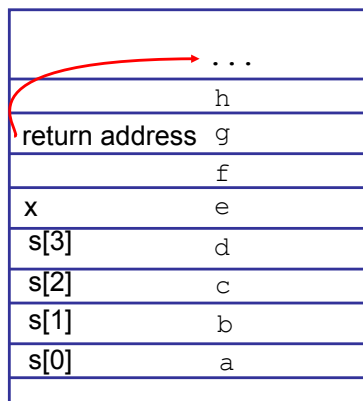 ...
h
return address g
f
x e
s[3] d
s[2] c
s[1] b
s[0] a